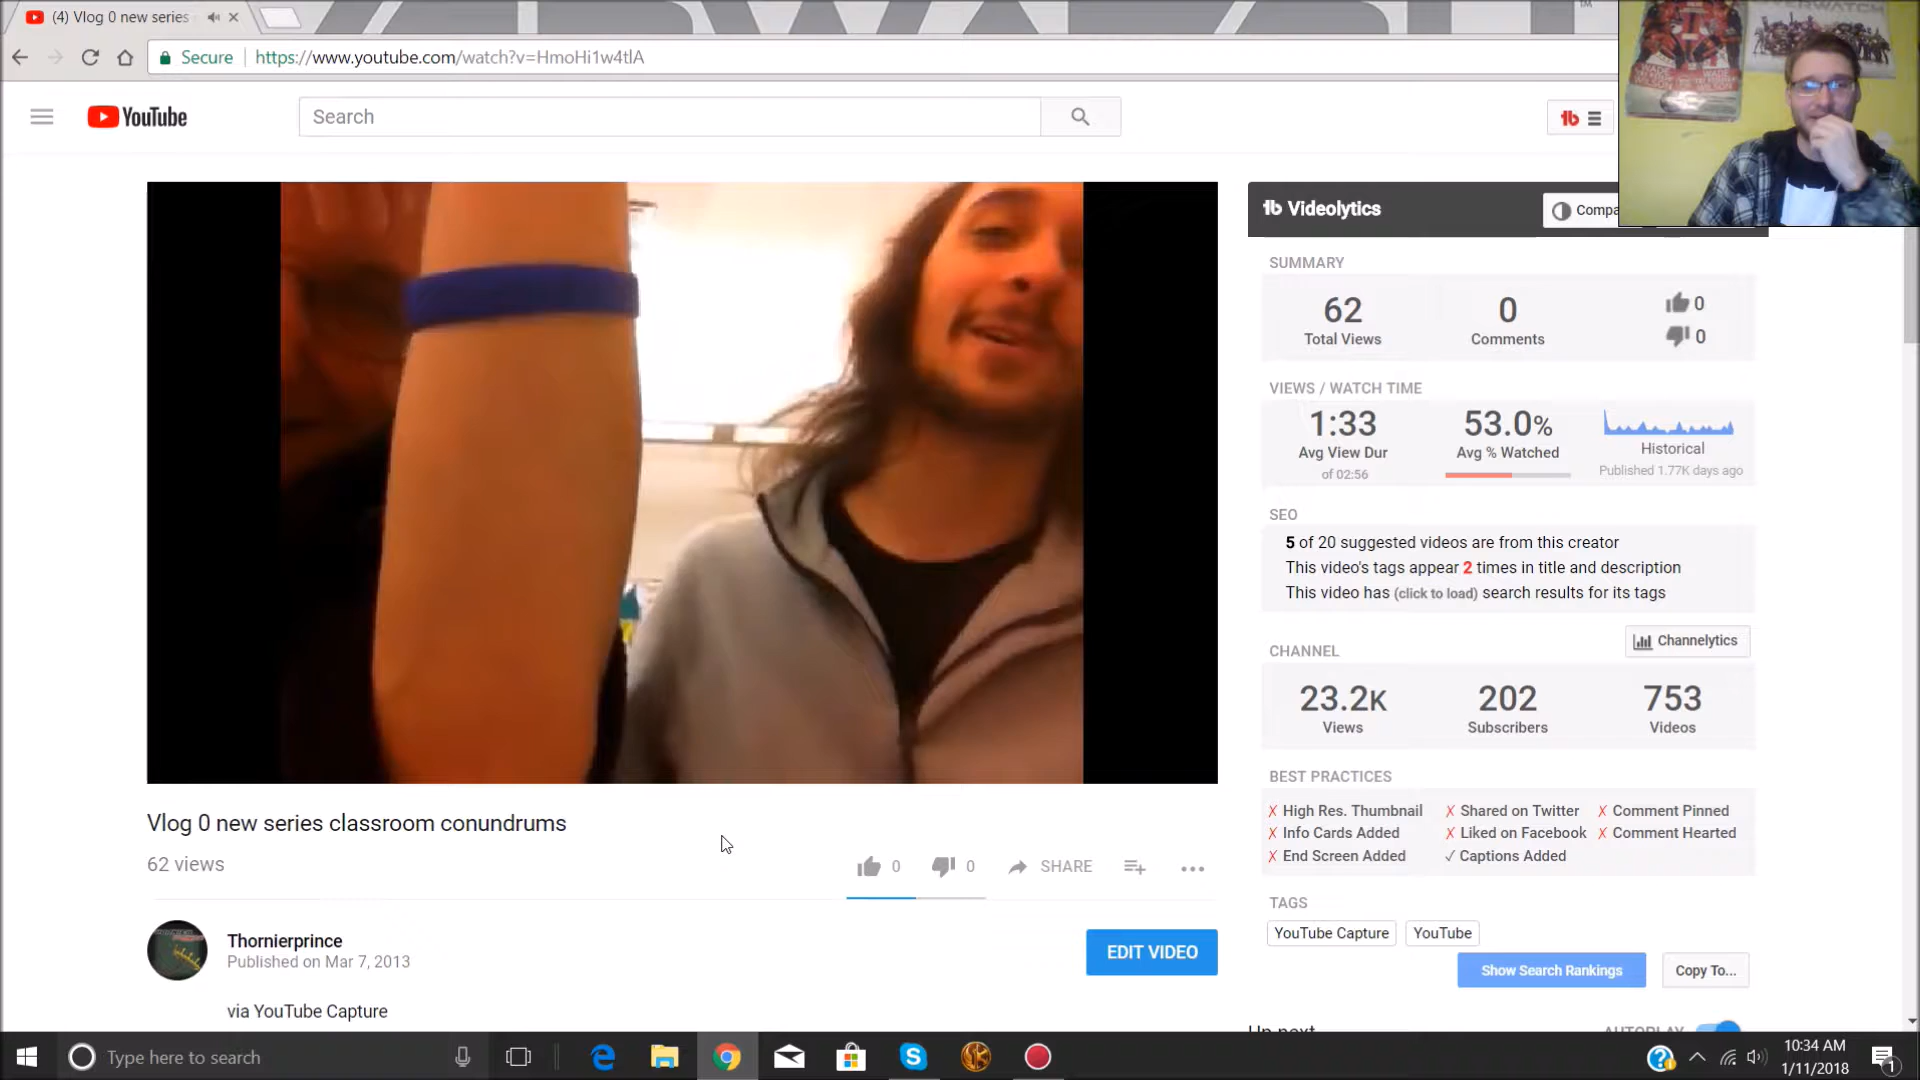 (4) Vlog 0 new series
Secure https://www.youtube.com/watch?v=HmoHi1w4tlA
YouTube
Search
tb
OVERWATCH
WADE WILSON
tb Videolytics
Compa
SUMMARY
62
Total Views
0
Comments
0
0
VIEWS / WATCH TIME
1:33
Avg View Dur
of 02:56
53.0%
Avg % Watched
Historical
Published 1.77K days ago
SEO
5 of 20 suggested videos are from this creator
This video's tags appear 2 times in title and description
This video has (click to load) search results for its tags
Channelytics
CHANNEL
23.2K
Views
202
Subscribers
753
Videos
BEST PRACTICES
✗ High Res. Thumbnail ✗ Shared on Twitter ✗ Comment Pinned
✗ Info Cards Added ✗ Liked on Facebook ✗ Comment Hearted
✗ End Screen Added ✓ Captions Added
TAGS
YouTube Capture YouTube
Show Search Rankings Copy To...
Vlog 0 new series classroom conundrums
62 views
0 0 SHARE
Thornierprince
Published on Mar 7, 2013
EDIT VIDEO
via YouTube Capture
Type here to search
10:34 AM
1/11/2018
1